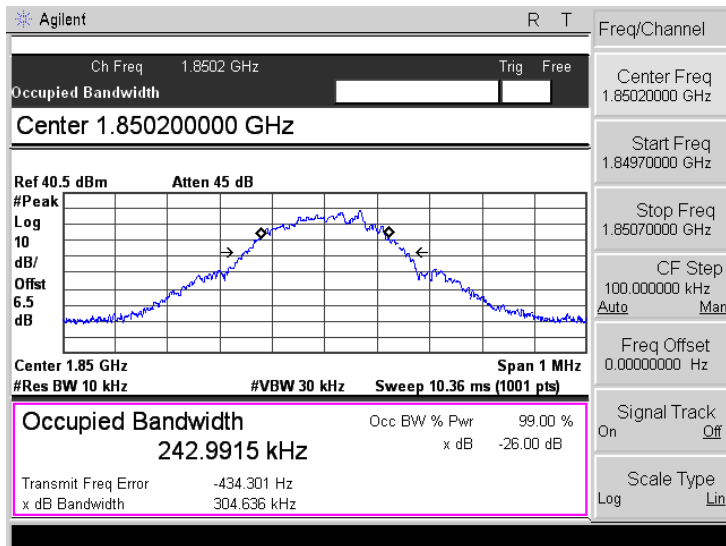 Agilent R T
Ch Freq 1.8502 GHz Trig Free
Occupied Bandwidth
Center 1.850200000 GHz
Ref 40.5 dBm Atten 45 dB
#Peak
Log
10
dB/
Offst
6.5
dB
Center 1.85 GHz Span 1 MHz
#Res BW 10 kHz #VBW 30 kHz Sweep 10.36 ms (1001 pts)
Occupied Bandwidth Occ BW % Pwr 99.00 %
242.9915 kHz x dB -26.00 dB
Transmit Freq Error -434.301 Hz
x dB Bandwidth 304.636 kHz
Freq/Channel
Center Freq
1.85020000 GHz
Start Freq
1.84970000 GHz
Stop Freq
1.85070000 GHz
CF Step
100.000000 kHz
Auto Man
Freq Offset
0.00000000 Hz
Signal Track
On Off
Scale Type
Log Lin